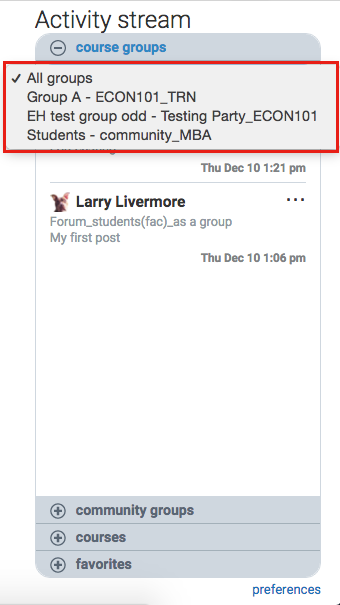 Activity stream
course groups
✓ All groups
Group A - ECON101_TRN
EH test group odd - Testing Party_ECON101
Students - community_MBA
Thu Dec 10 1:21 pm
Larry Livermore ...
Forum_students(fac)_as a group
My first post
Thu Dec 10 1:06 pm
community groups
courses
favorites
preferences